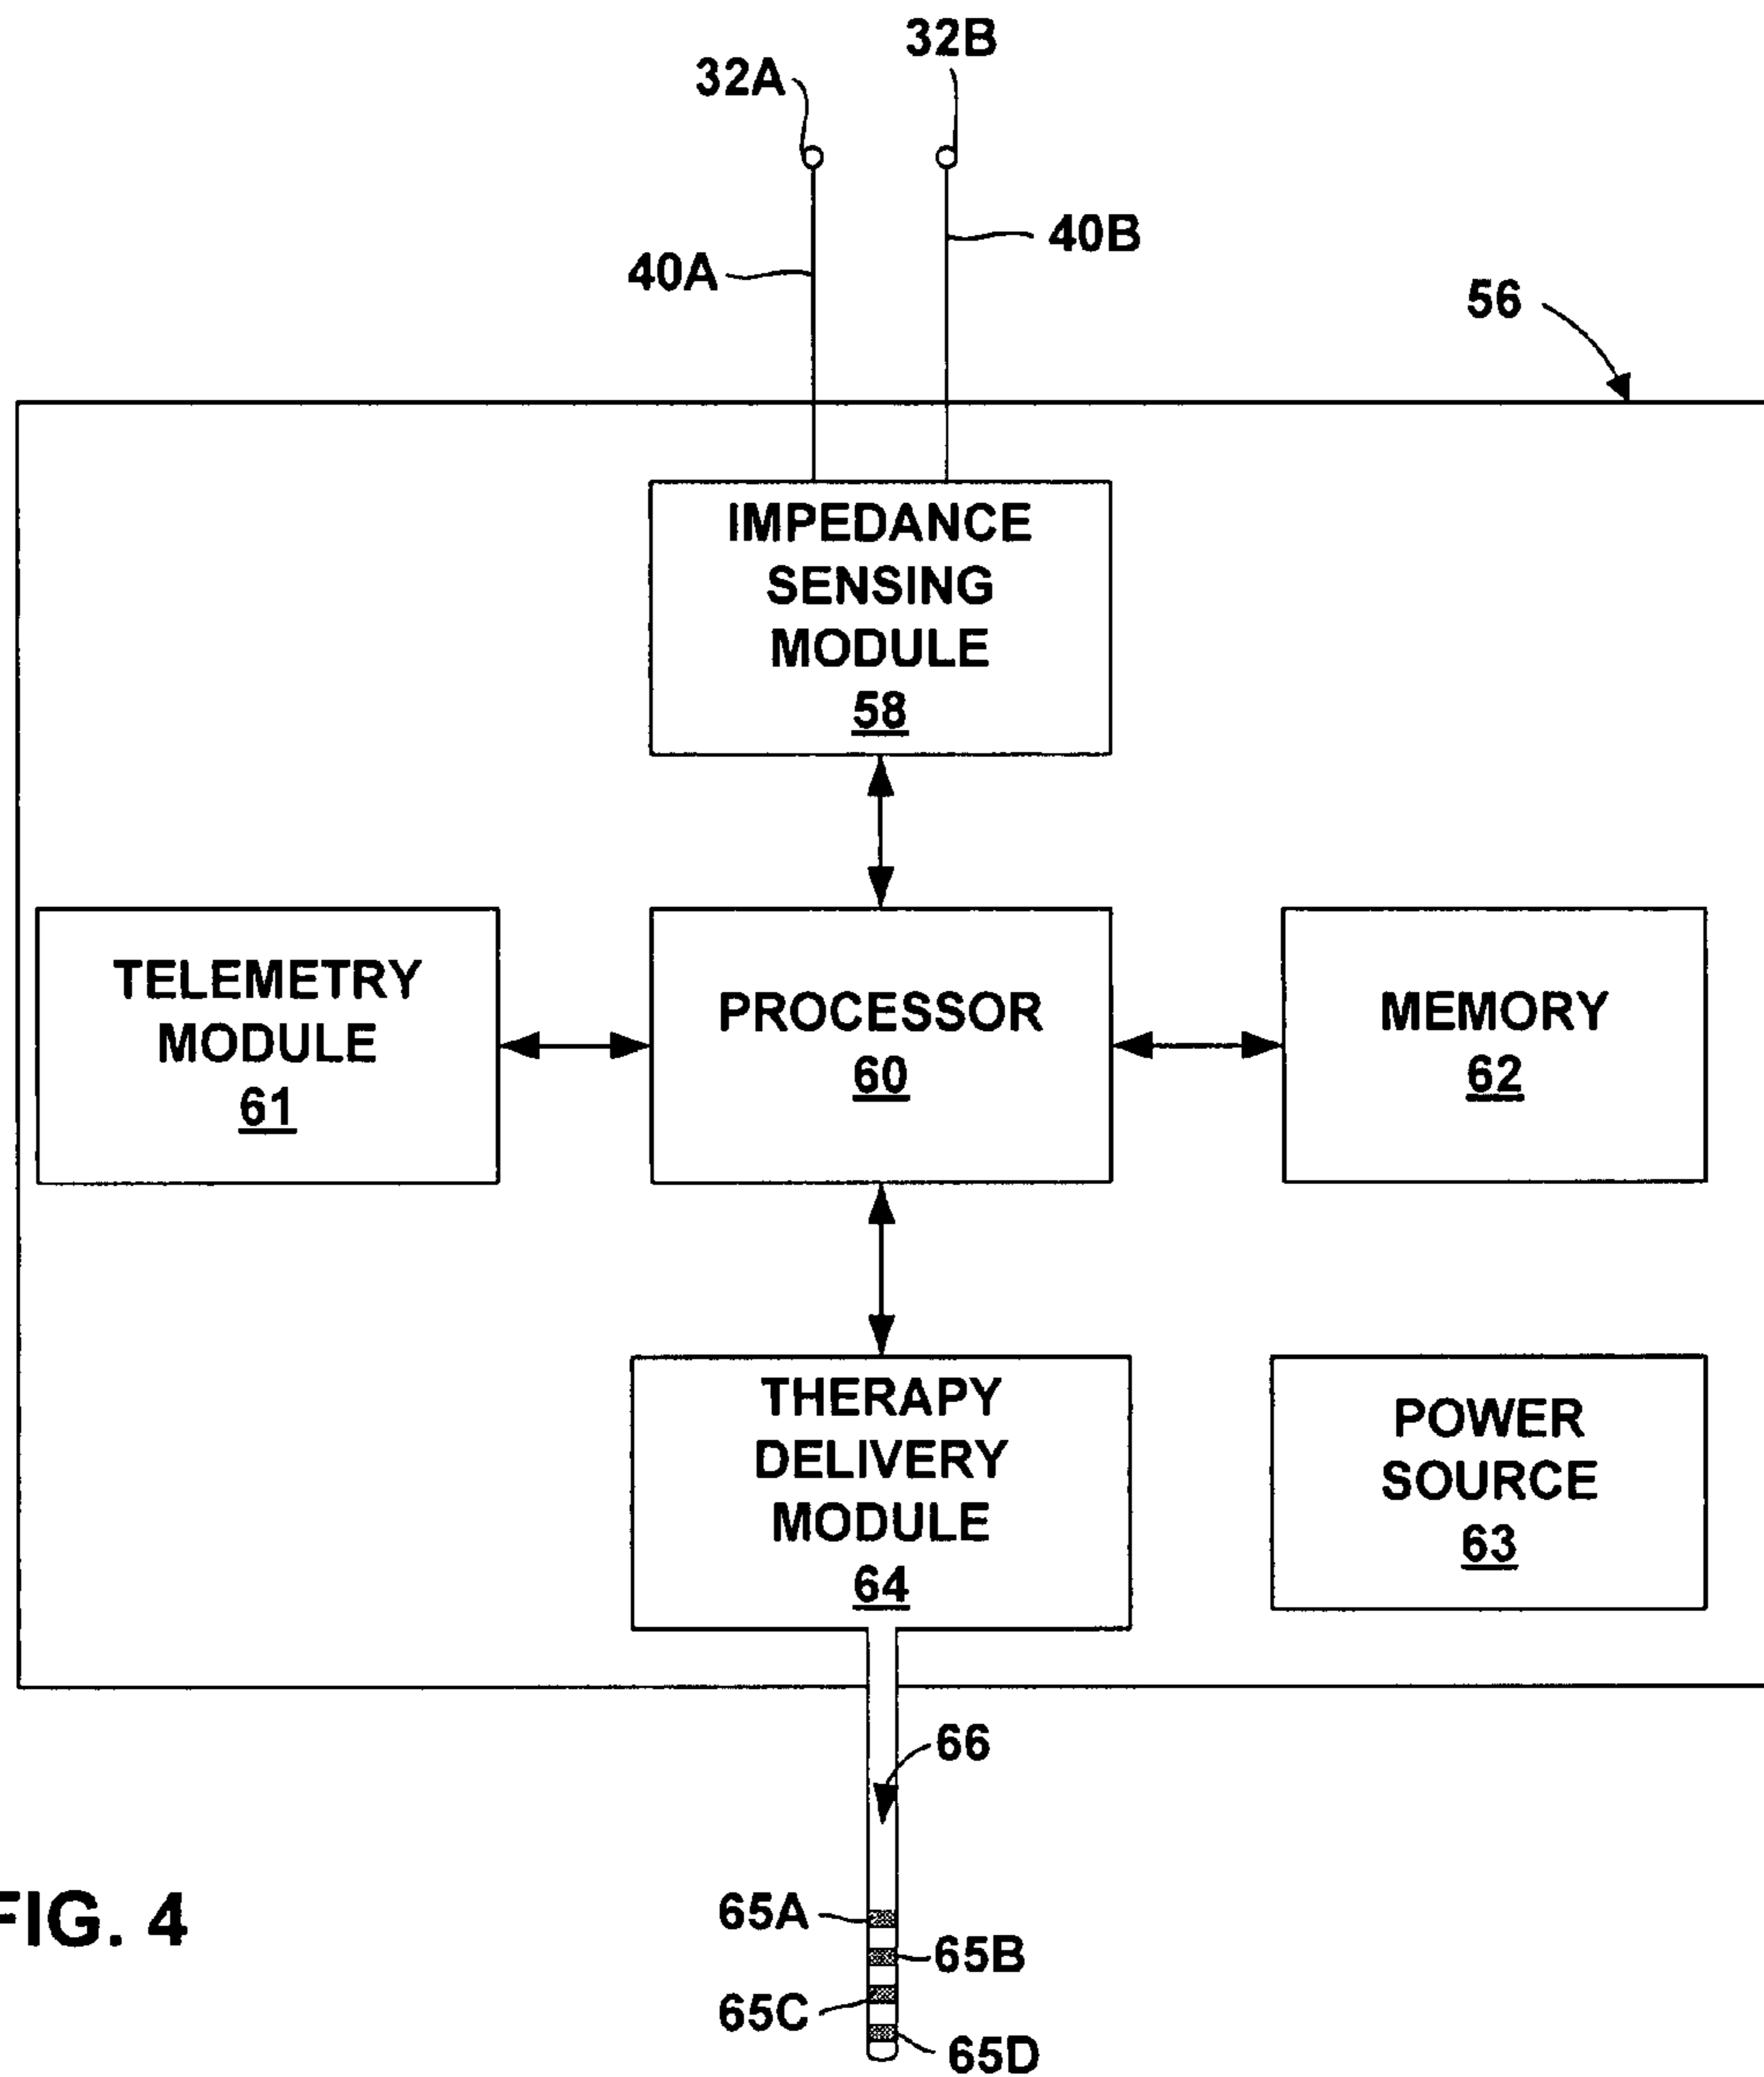 32B
32A
40B
40A
56
IMPEDANCE
SENSING
MODULE
58
TELEMETRY
MODULE
61
PROCESSOR
60
MEMORY
62
THERAPY
DELIVERY
MODULE
64
POWER
SOURCE
63
66
65A
65B
65C
65D
FIG. 4